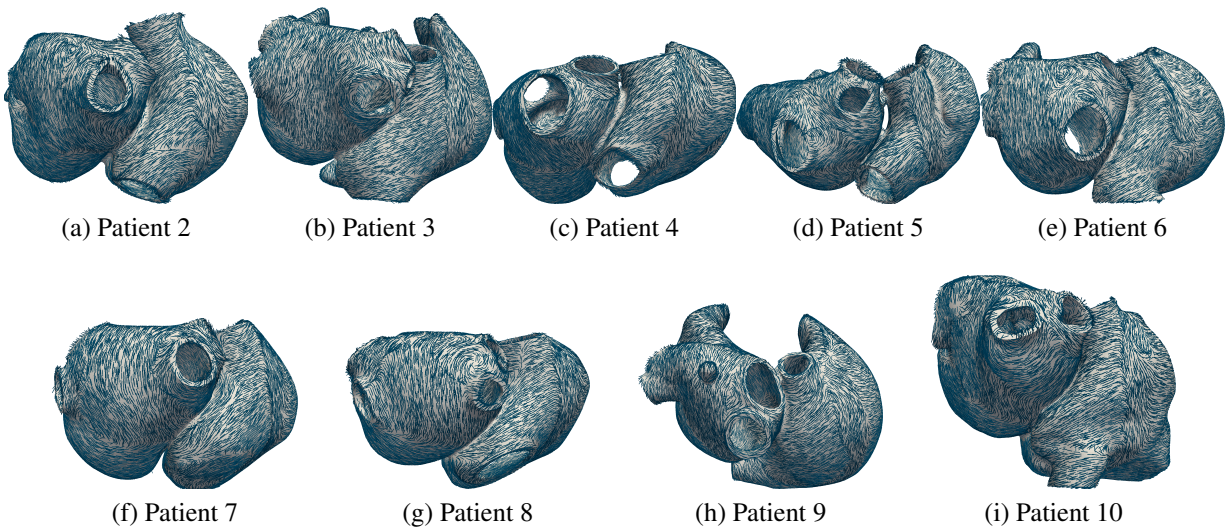 (a) Patient 2
(b) Patient 3
(c) Patient 4
(d) Patient 5
(e) Patient 6
(f) Patient 7
(g) Patient 8
(h) Patient 9
(i) Patient 10